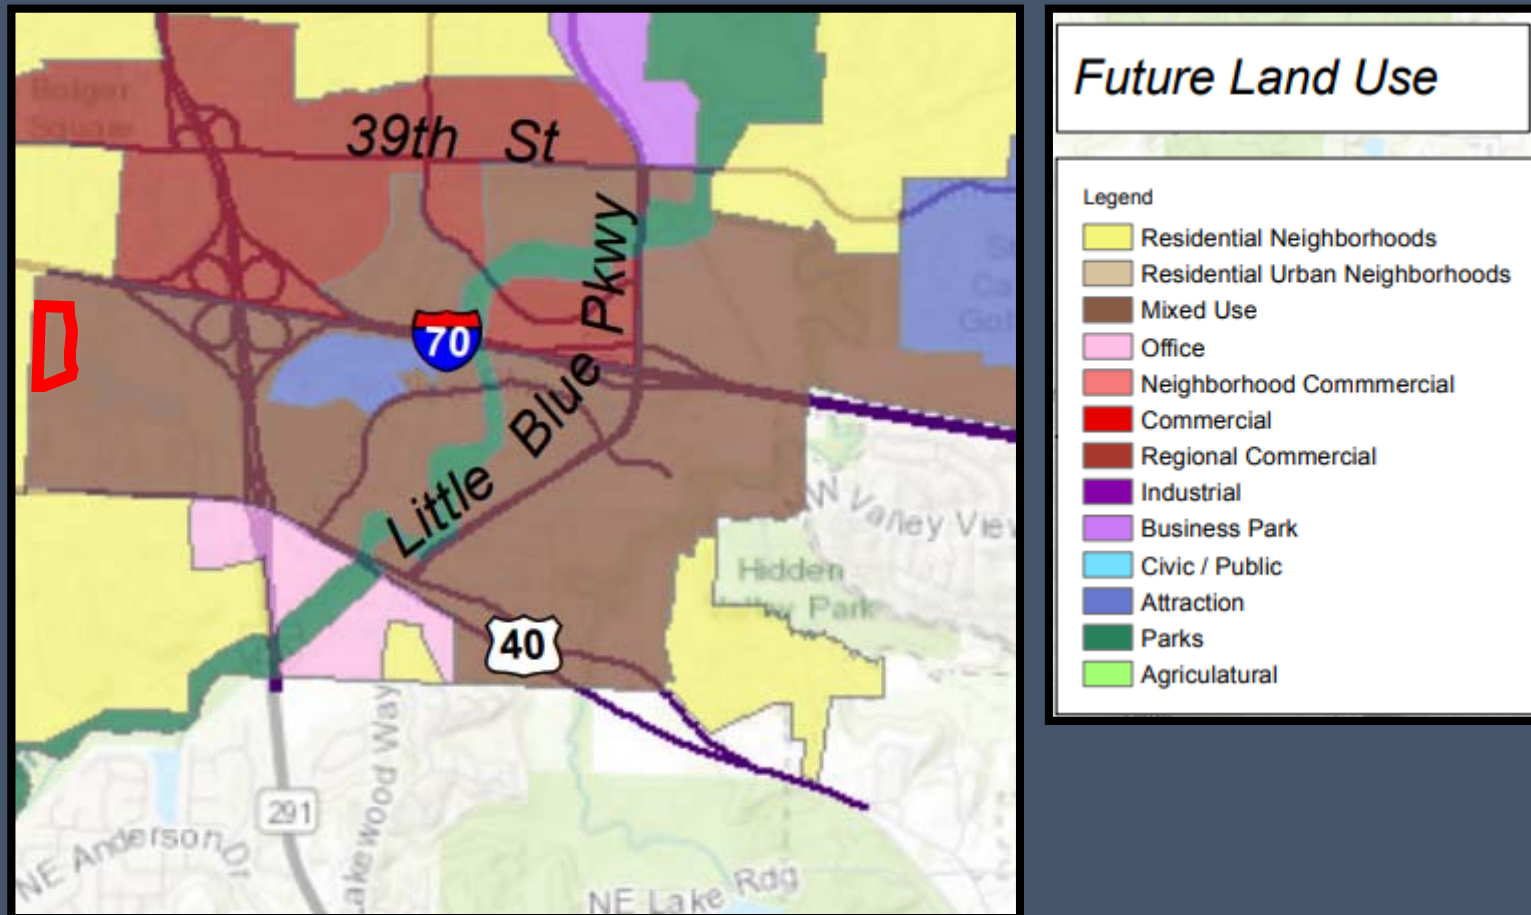 Bolger
Square
39th St
Little Blue Pkwy
70
W Valley View
Hidden
Valley Park
40
291
NE Anderson Dr
Lakewood Way
NE Lake Rdg
Future Land Use
Legend
Residential Neighborhoods
Residential Urban Neighborhoods
Mixed Use
Office
Neighborhood Commmercial
Commercial
Regional Commercial
Industrial
Business Park
Civic / Public
Attraction
Parks
Agriculatural